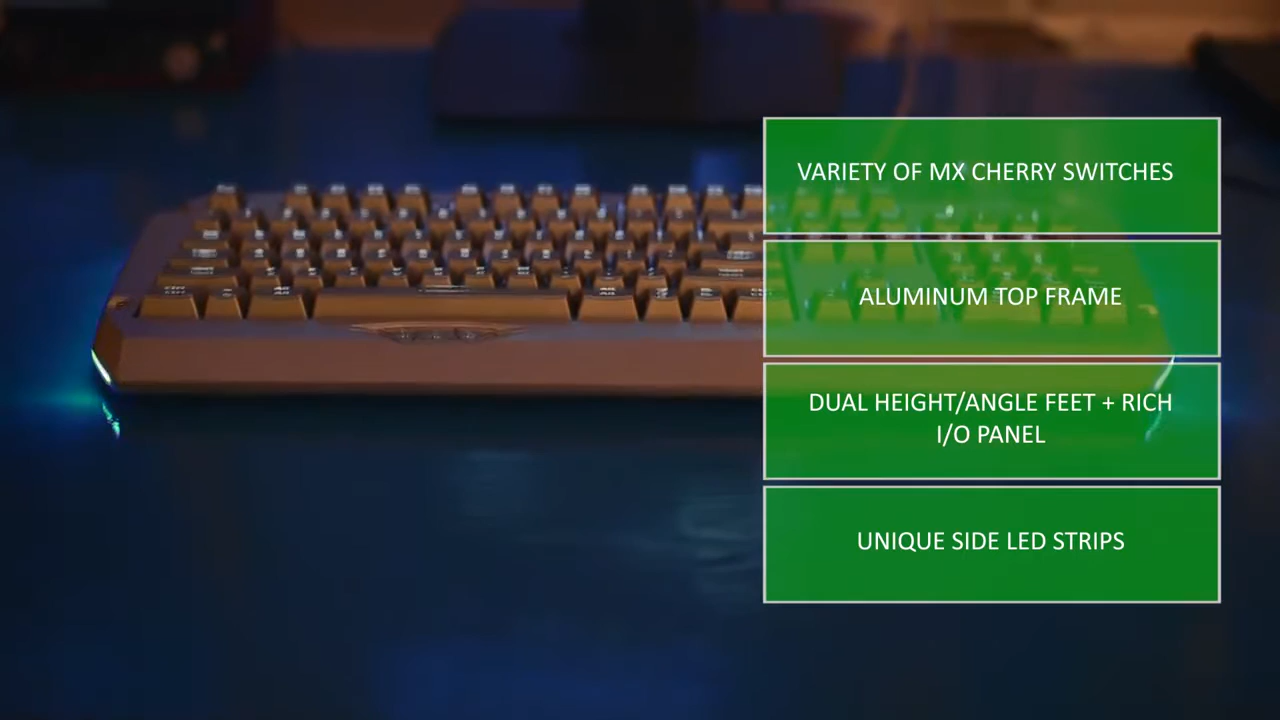 VARIETY OF MX CHERRY SWITCHES
ALUMINUM TOP FRAME
DUAL HEIGHT/ANGLE FEET + RICH
I/O PANEL
UNIQUE SIDE LED STRIPS